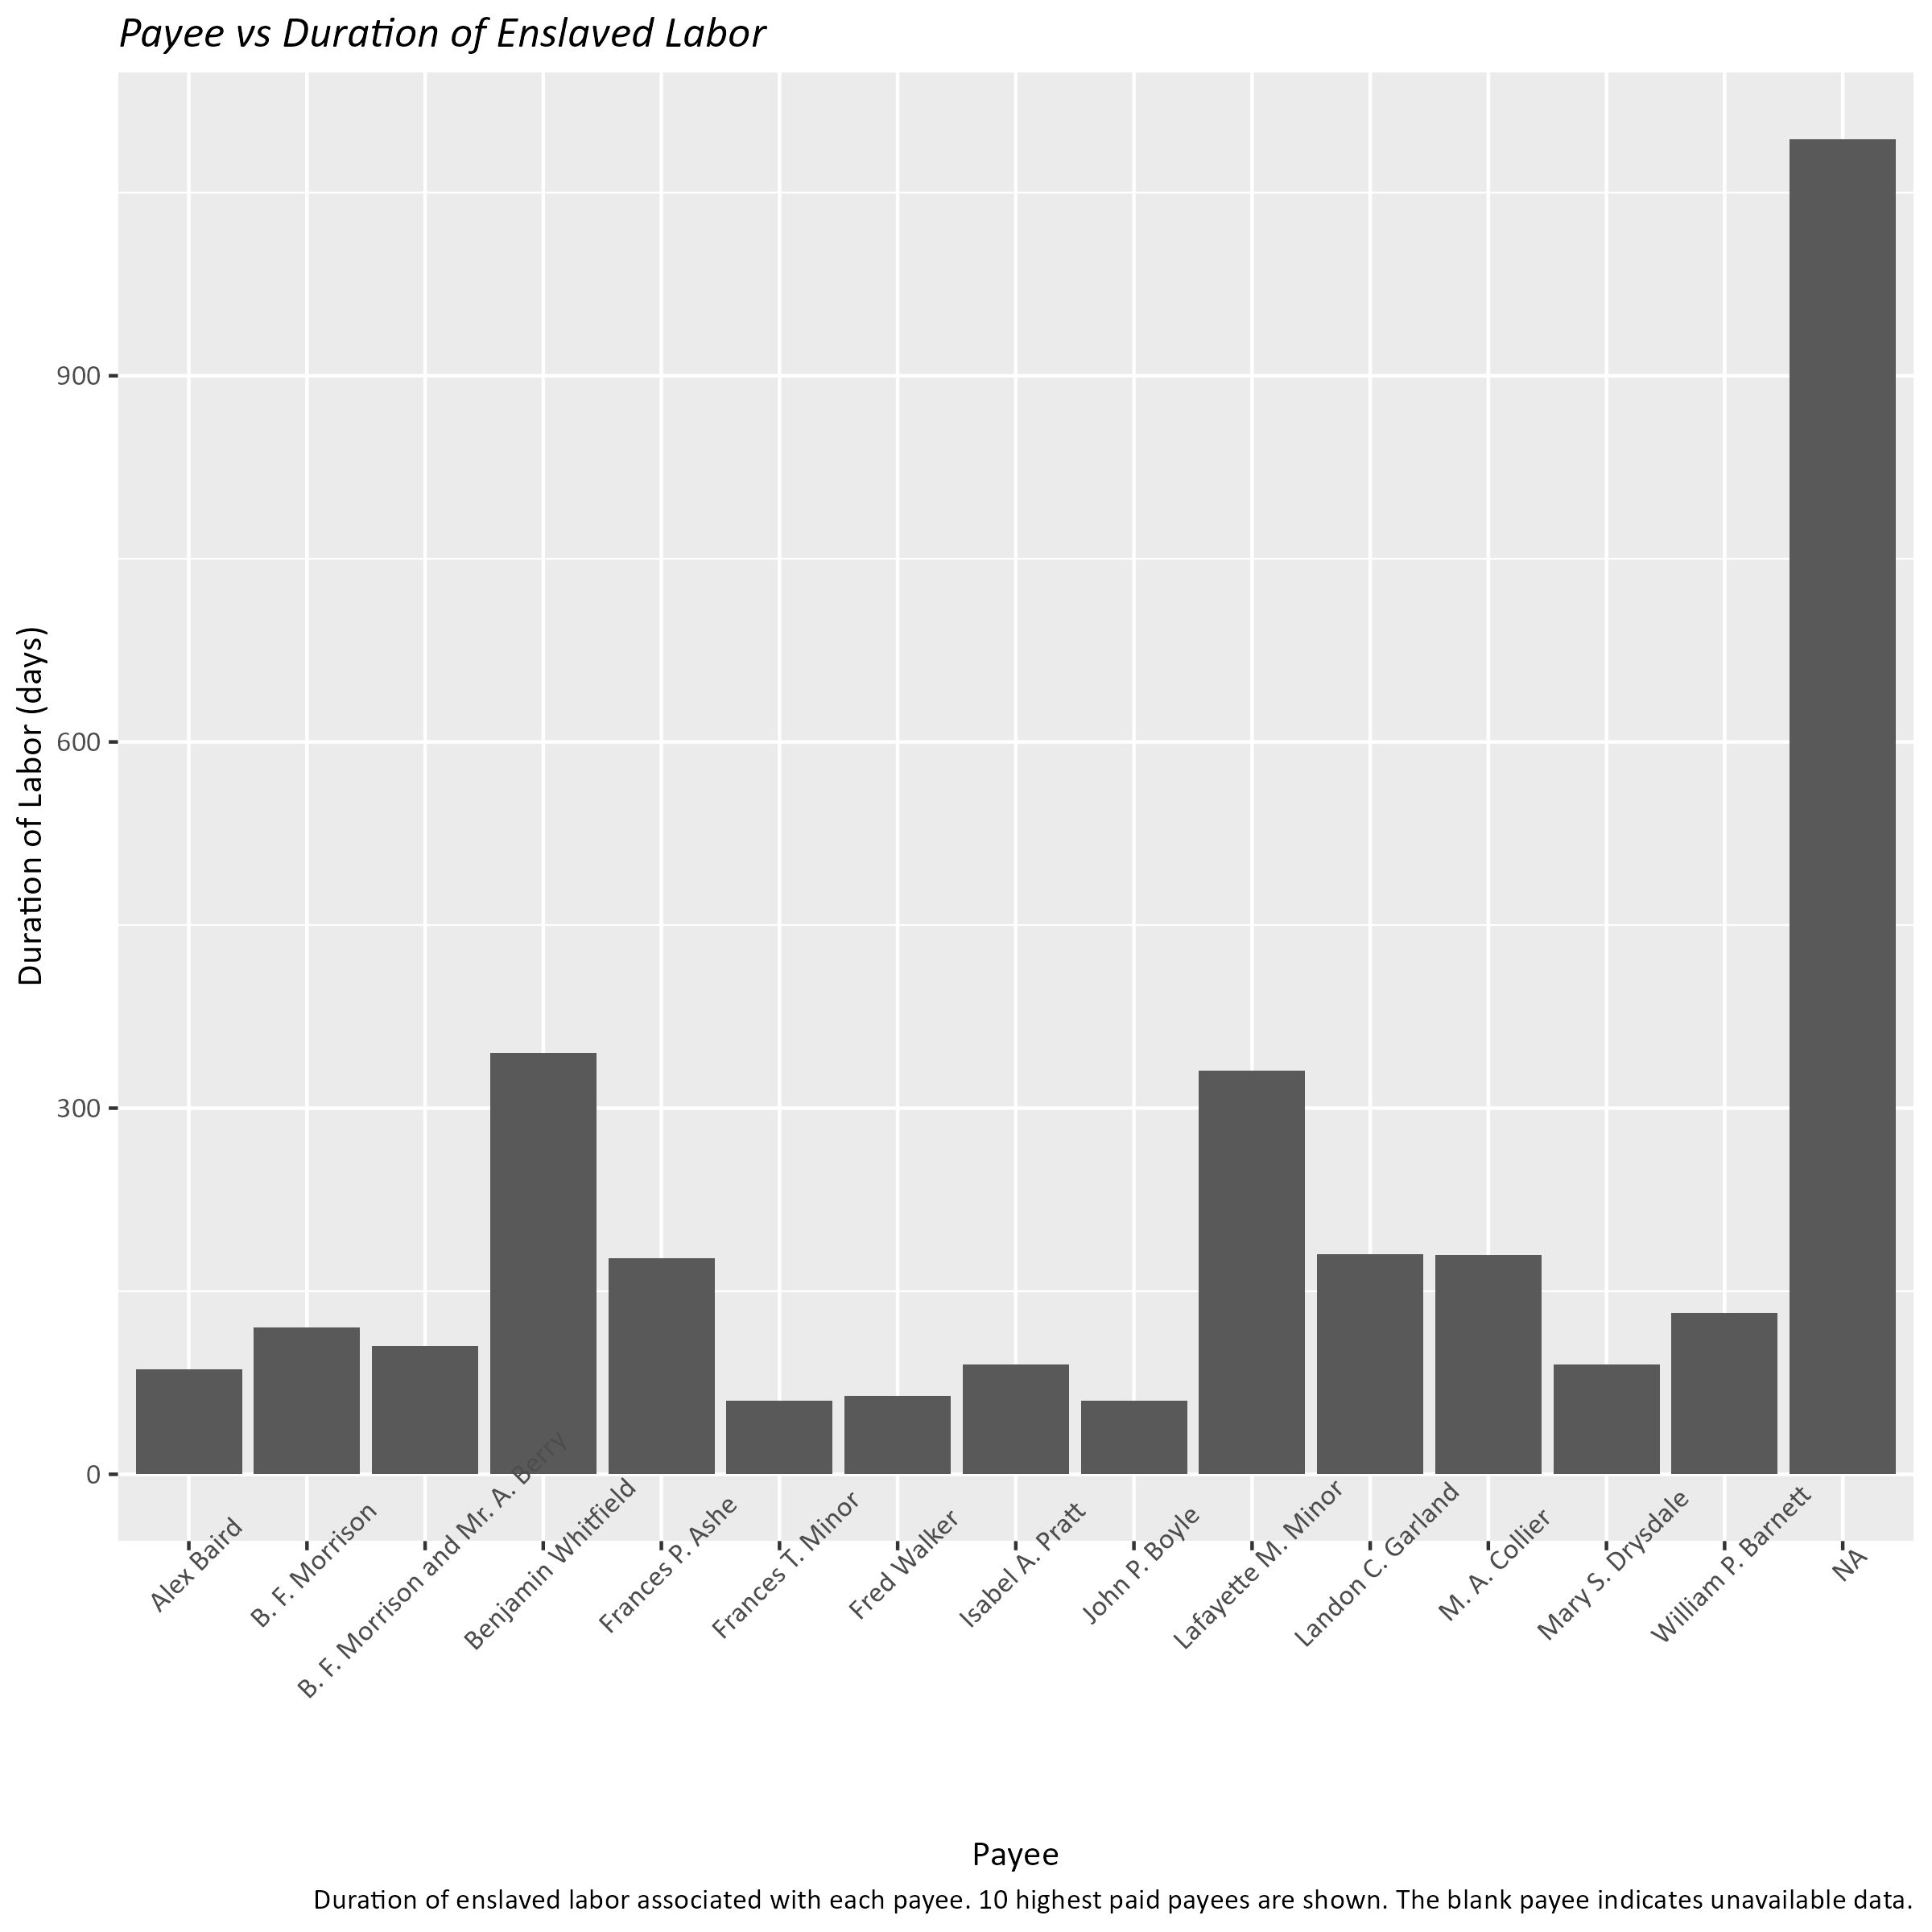 Payee vs Duration of Enslaved Labor
Duration of Labor (days)
900
600
300
0
Alex Baird
B. F. Morrison
B. F. Morrison and Mr. A. Berry
Benjamin Whitfield
Frances P. Ashe
Frances T. Minor
Fred Walker
Isabel A. Pratt
John P. Boyle
Lafayette M. Minor
Landon C. Garland
M. A. Collier
Mary S. Drysdale
William P. Barnett
NA
Payee
Duration of enslaved labor associated with each payee. 10 highest paid payees are shown. The blank payee indicates unavailable data.